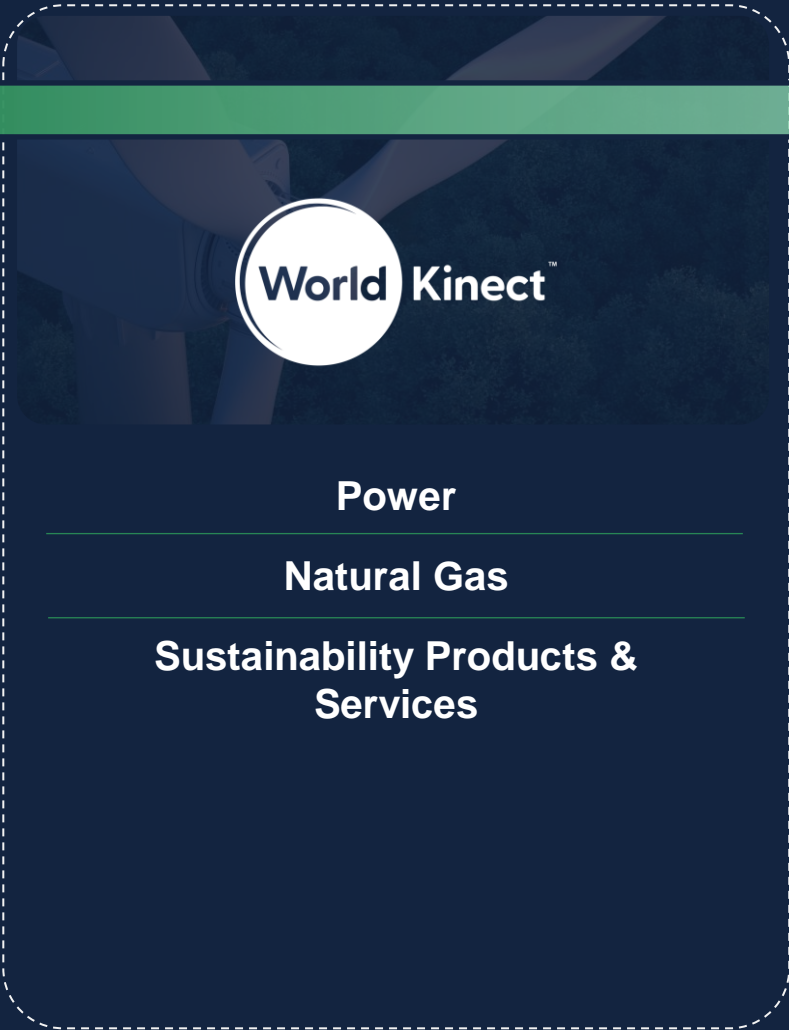 World Kinect™
Power
Natural Gas
Sustainability Products &
Services